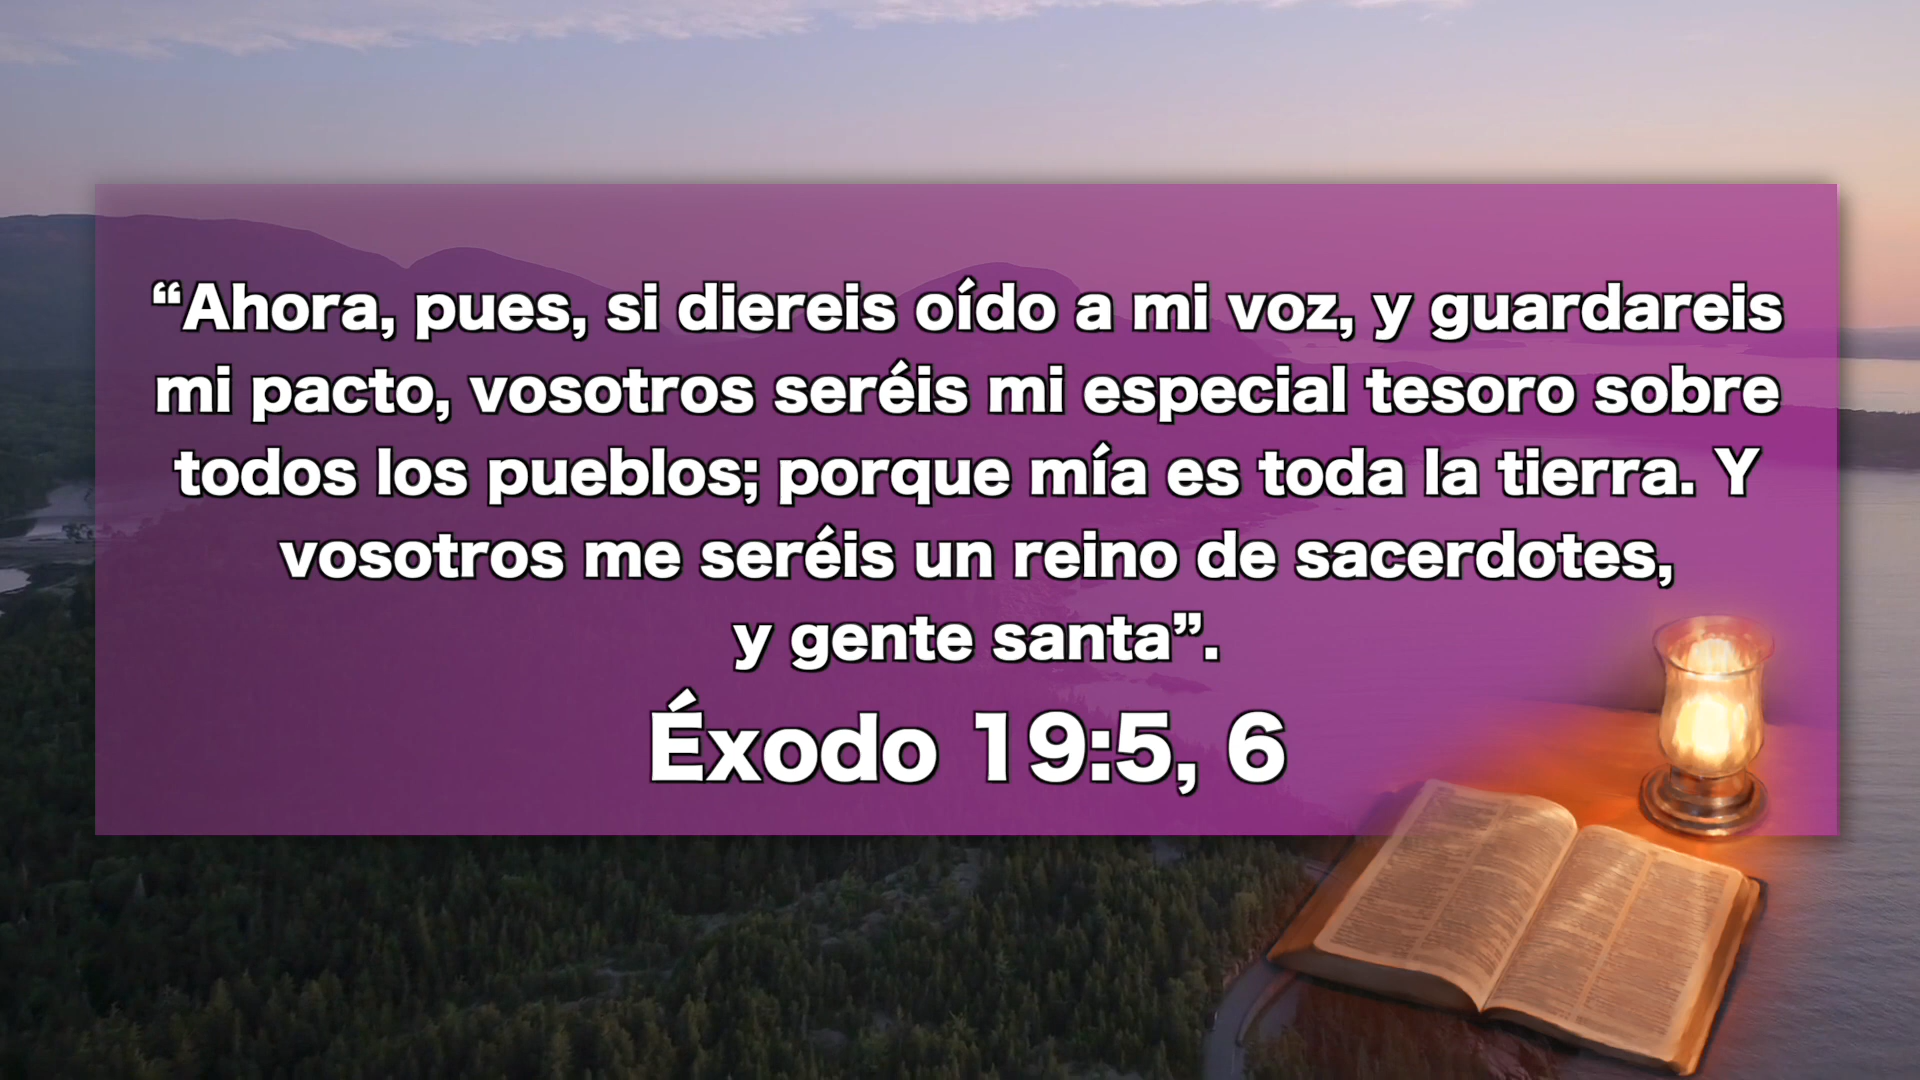 “Ahora, pues, si diereis oído a mi voz, y guardareis
mi pacto, vosotros seréis mi especial tesoro sobre
todos los pueblos; porque mía es toda la tierra. Y
vosotros me seréis un reino de sacerdotes,
y gente santa”.
Éxodo 19:5, 6